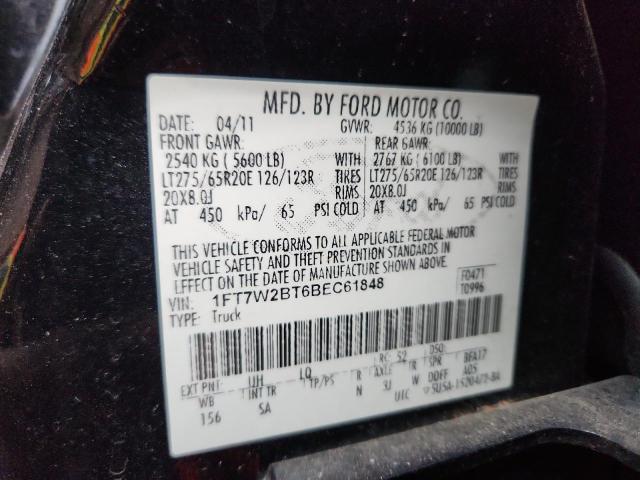 MFD. BY FORD MOTOR CO.
DATE: 04/11 GVWR: 4536 KG (10000 LB)
FRONT GAWR: REAR GAWR:
2540 KG ( 5600 LB) WITH 2767 KG ( 6100 LB) WITH
LT275/65R20E 126/123R TIRES LT275/65R20E 126/123R TIRES
20X8.0J RIMS 20X8.0J RIMS
AT 450 kPa/ 65 PSI COLD AT 450 kPa/ 65 PSI COLD
THIS VEHICLE CONFORMS TO ALL APPLICABLE FEDERAL MOTOR
VEHICLE SAFETY AND THEFT PREVENTION STANDARDS IN
EFFECT ON THE DATE OF MANUFACTURE SHOWN ABOVE.
F0471
VIN: 1FT7W2BT6BEC61848 T0996
TYPE: Truck
EXT PNT: UH LQ RC: 52 DSO:
WB INT TR TP/PS R AXLE TR SPR BFA17
156 SA N 3J W DDFF A05
UTC